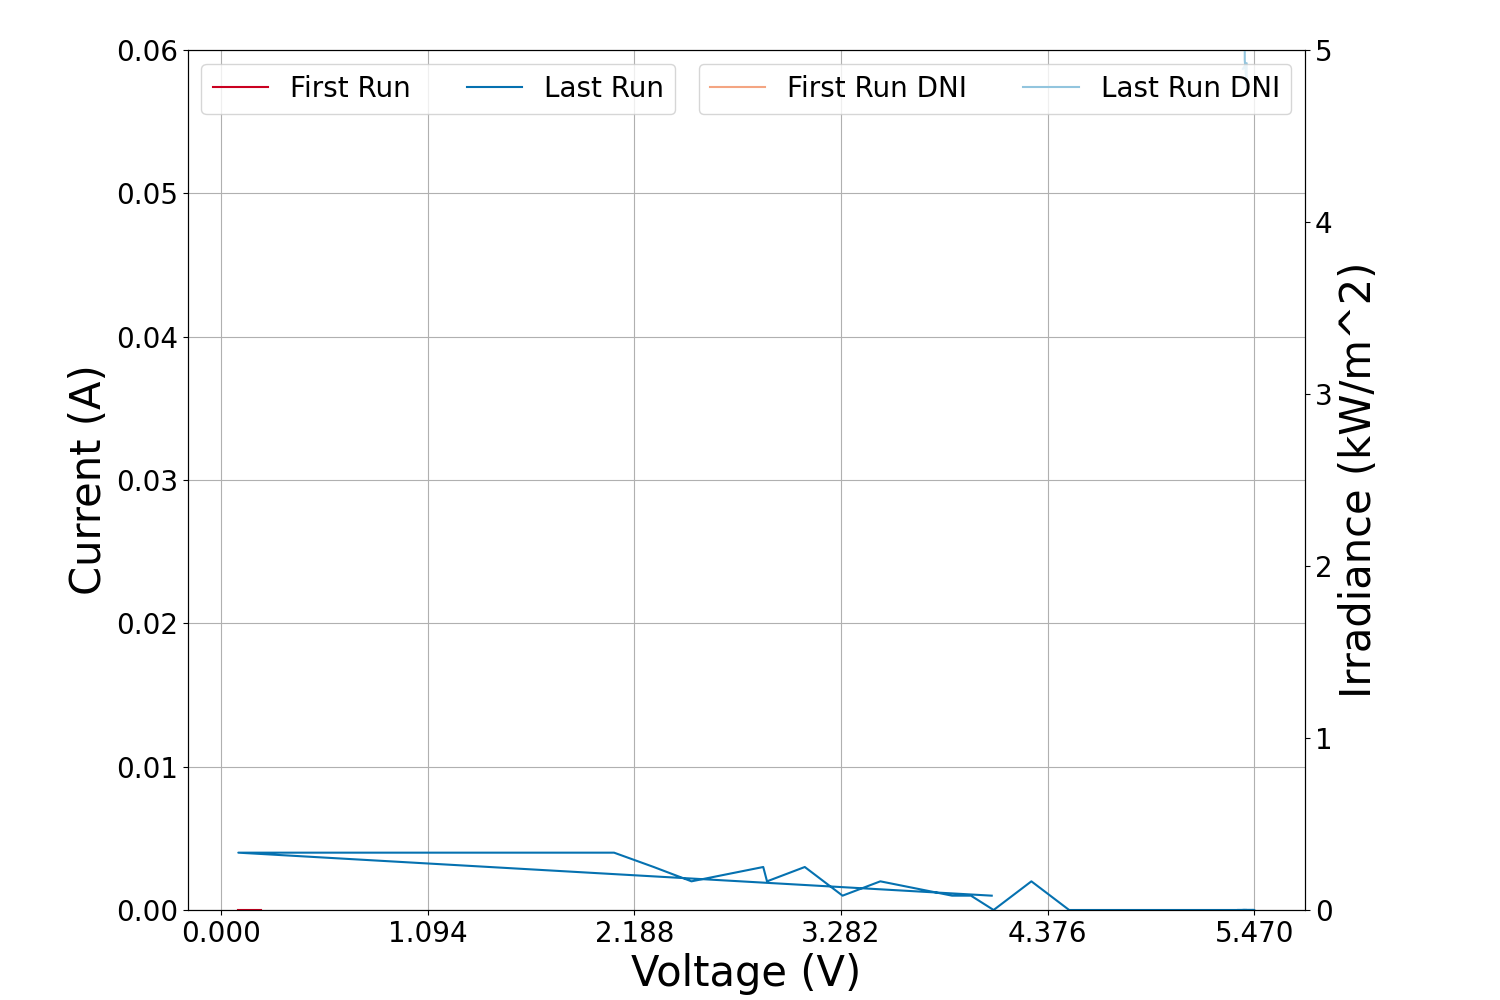 First Run
Last Run
First Run DNI
Last Run DNI
0.06
0.05
0.04
0.03
0.02
0.01
0.00
Current (A)
5
4
3
2
1
0
Irradiance (kW/m^2)
0.000
1.094
2.188
3.282
4.376
5.470
Voltage (V)